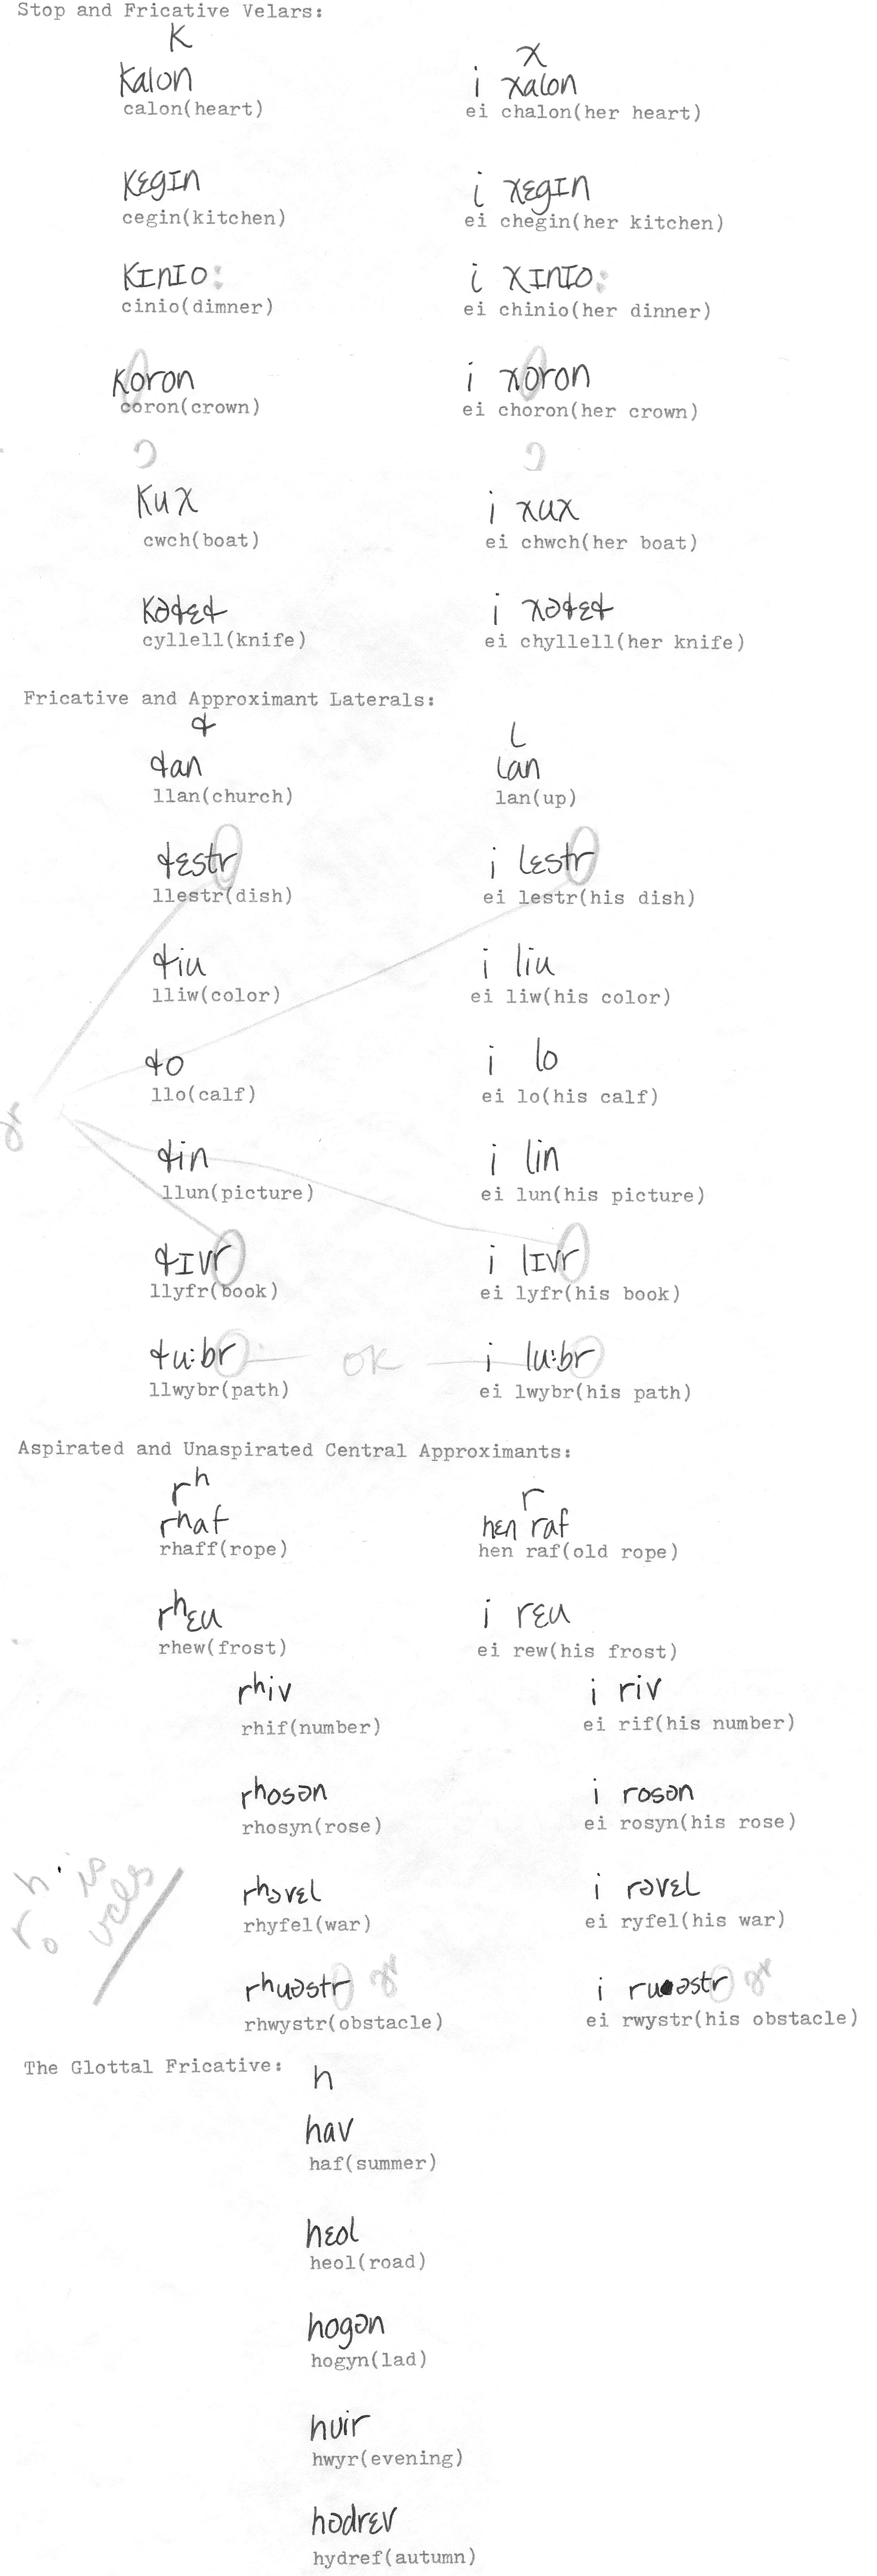 Stop and Fricative Velars:
k x
kalon i xalon
calon(heart) ei chalon(her heart)
kɛgɪn i xɛgɪn
cegin(kitchen) ei chegin(her kitchen)
kɪnɪo: i xɪnɪo:
cinio(dimner) ei chinio(her dinner)
koron i xoron
coron(crown) ei choron(her crown)
ɔ ɔ
kux i xux
cwch(boat) ei chwch(her boat)
kəɬɛɬ i xəɬɛɬ
cyllell(knife) ei chyllell(her knife)
Fricative and Approximant Laterals:
ɬ l
ɬan lan
llan(church) lan(up)
ɬɛstr i lɛstr
llestr(dish) ei lestr(his dish)
ɬiu i liu
lliw(color) ei liw(his color)
ɬo i lo
llo(calf) ei lo(his calf)
ɬin i lin
llun(picture) ei lun(his picture)
ɬɪvr i lɪvr
llyfr(book) ei lyfr(his book)
ɬu:br OK i lu:br
llwybr(path) ei lwybr(his path)
Aspirated and Unaspirated Central Approximants:
rʰ r
rhaf hɛn raf
rhaff(rope) hen raf(old rope)
rʰɛu i rɛu
rhew(frost) ei rew(his frost)
rʰiv i riv
rhif(number) ei rif(his number)
rʰosən i rosən
rhosyn(rose) ei rosyn(his rose)
rʰəvɛl i rəvɛl
rhyfel(war) ei ryfel(his war)
rhuəstr i ruəstr
rhwystr(obstacle) ei rwystr(his obstacle)
The Glottal Fricative:
h
hav
haf(summer)
hɛol
heol(road)
hogən
hogyn(lad)
huir
hwyr(evening)
hədrɛv
hydref(autumn)